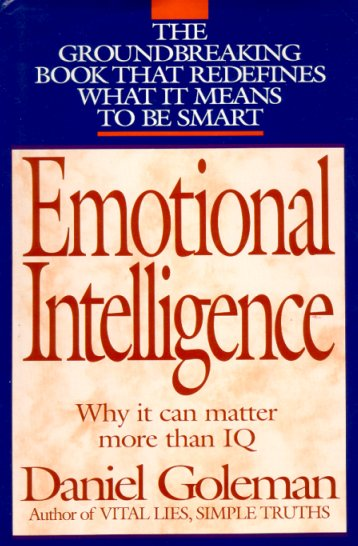 THE
GROUNDBREAKING
BOOK THAT REDEFINES
WHAT IT MEANS
TO BE SMART
Emotional
Intelligence
Why it can matter
more than IQ
Daniel Goleman
Author of VITAL LIES, SIMPLE TRUTHS